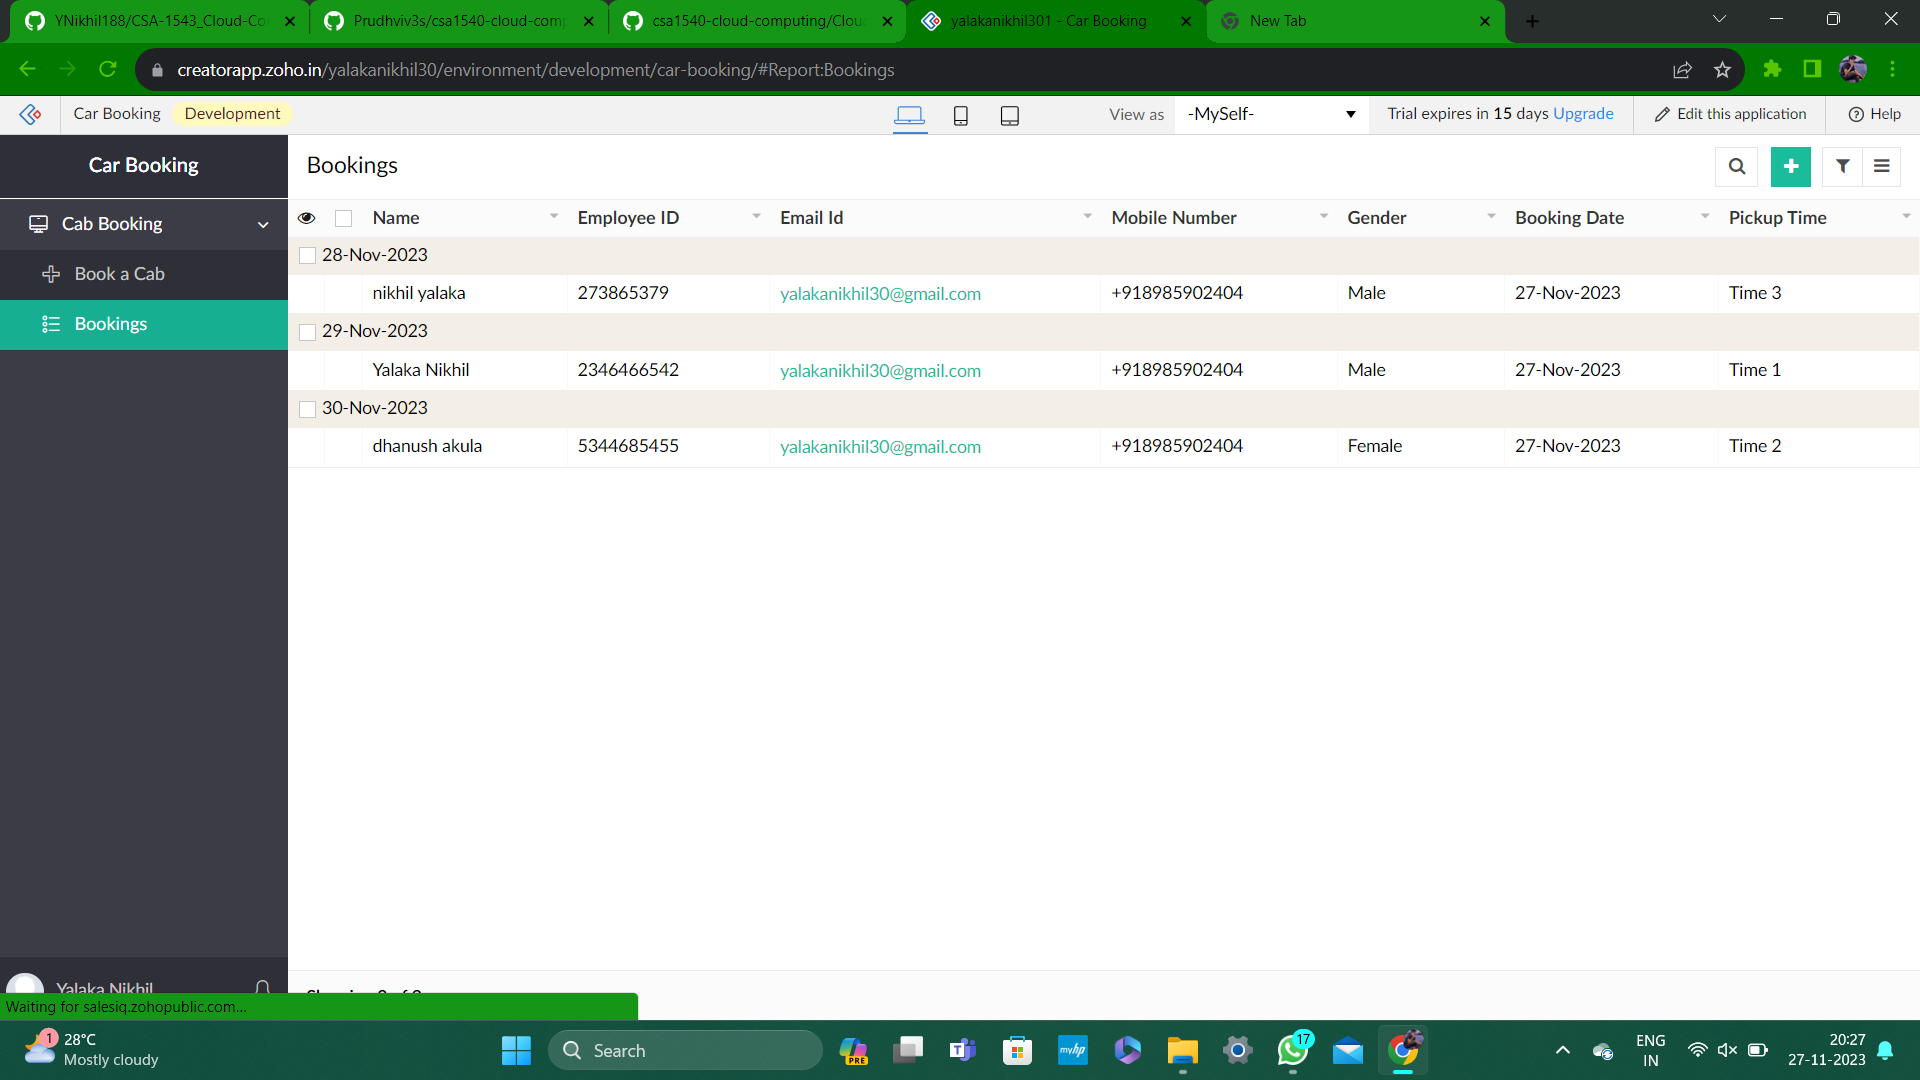 YNikhil188/CSA-1543_Cloud-Co
Prudhviv3s/csa1540-cloud-comp
csa1540-cloud-computing/Clou
yalakanikhil301 - Car Booking
New Tab
creatorapp.zoho.in/yalakanikhil30/environment/development/car-booking/#Report:Bookings
Car Booking Development
View as -MySelf-
Trial expires in 15 days Upgrade
Edit this application
Help
Car Booking
Bookings
Cab Booking
Book a Cab
Bookings
Name Employee ID Email Id Mobile Number Gender Booking Date Pickup Time
28-Nov-2023
nikhil yalaka 273865379 yalakanikhil30@gmail.com +918985902404 Male 27-Nov-2023 Time 3
29-Nov-2023
Yalaka Nikhil 2346466542 yalakanikhil30@gmail.com +918985902404 Male 27-Nov-2023 Time 1
30-Nov-2023
dhanush akula 5344685455 yalakanikhil30@gmail.com +918985902404 Female 27-Nov-2023 Time 2
Yalaka Nikhil
Waiting for salesiq.zohopublic.com...
1
28°C
Mostly cloudy
Search
PRE
myhp
17
ENG
IN
20:27
27-11-2023